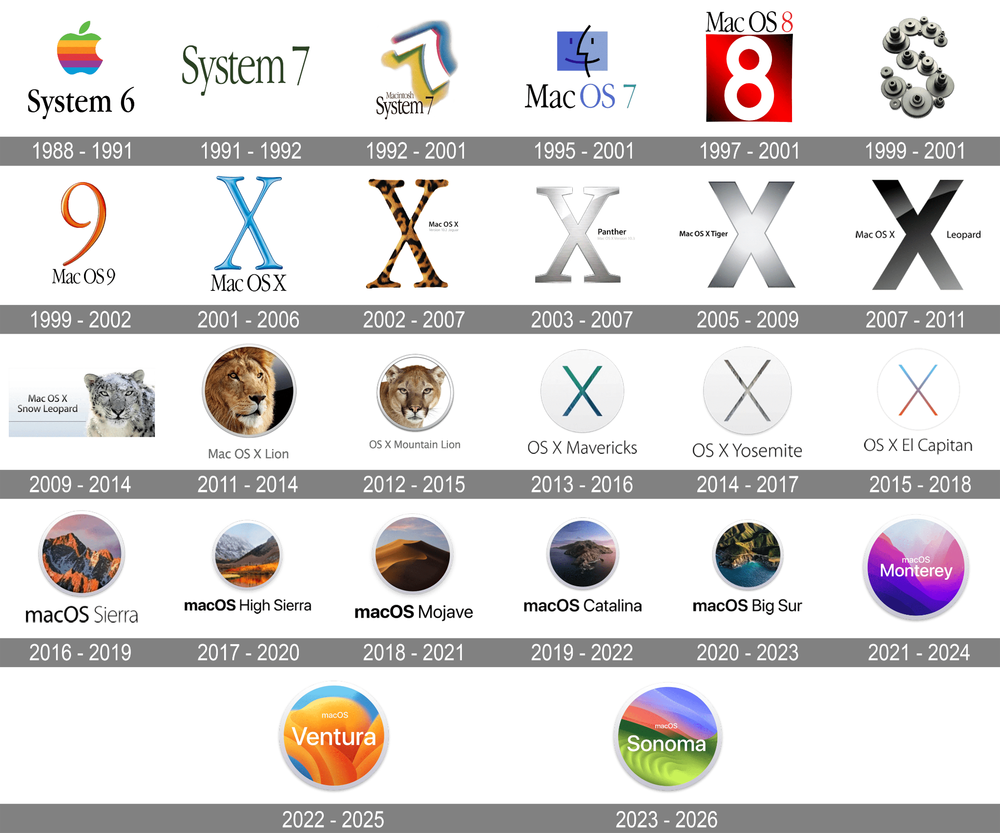 System 6
System 7
Macintosh
System 7
Mac OS 7
Mac OS 8
8
1988 - 1991
1991 - 1992
1992 - 2001
1995 - 2001
1997 - 2001
1999 - 2001
9
Mac OS 9
X
Mac OS X
X
Mac OS X
Version 10.2 Jaguar
X
Panther
Mac OS X Version 10.3
Mac OS X Tiger
X
Mac OS X
X
Leopard
1999 - 2002
2001 - 2006
2002 - 2007
2003 - 2007
2005 - 2009
2007 - 2011
Mac OS X
Snow Leopard
Mac OS X Lion
OS X Mountain Lion
X
OS X Mavericks
X
OS X Yosemite
X
OS X El Capitan
2009 - 2014
2011 - 2014
2012 - 2015
2013 - 2016
2014 - 2017
2015 - 2018
macOS Sierra
macOS High Sierra
macOS Mojave
macOS Catalina
macOS Big Sur
macOS
Monterey
2016 - 2019
2017 - 2020
2018 - 2021
2019 - 2022
2020 - 2023
2021 - 2024
macOS
Ventura
macOS
Sonoma
2022 - 2025
2023 - 2026